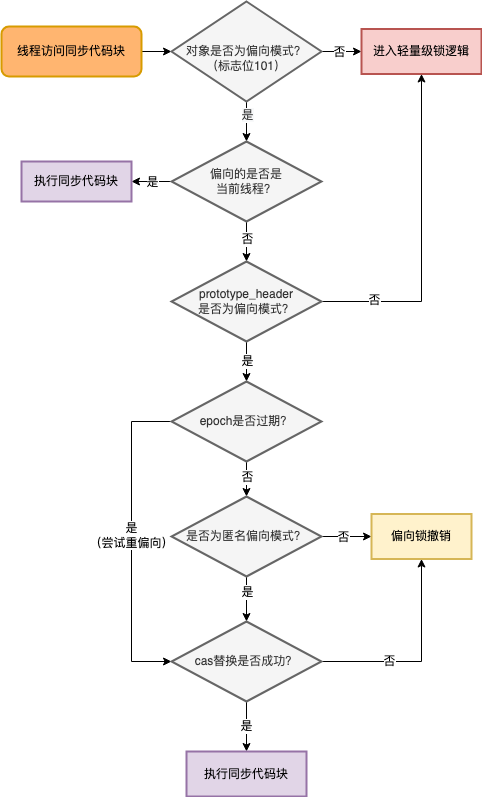 线程访问同步代码块
对象是否为偏向模式?
(标志位101)
否
进入轻量级锁逻辑
是
偏向的是否是
当前线程?
是
执行同步代码块
否
prototype_header
是否为偏向模式?
否
是
epoch是否过期?
是
(尝试重偏向)
否
是否为匿名偏向模式?
否
偏向锁撤销
是
cas替换是否成功?
否
是
执行同步代码块